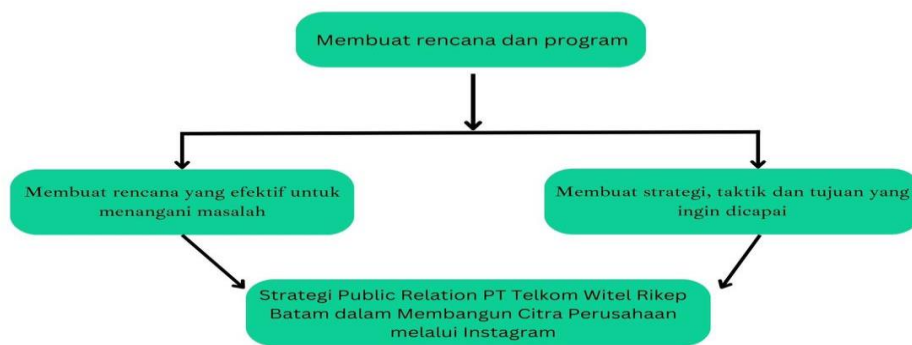 Membuat rencana dan program
Membuat rencana yang efektif untuk
menangani masalah
Membuat strategi, taktik dan tujuan yang
ingin dicapai
Strategi Public Relation PT Telkom Witel Rikep
Batam dalam Membangun Citra Perusahaan
melalui Instagram